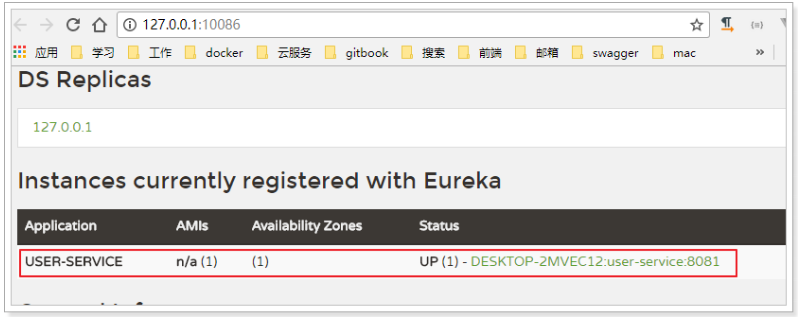 127.0.0.1:10086
应用 学习 工作 docker 云服务 gitbook 搜索 前端 邮箱 swagger mac »
DS Replicas
127.0.0.1
Instances currently registered with Eureka
Application AMIs Availability Zones Status
USER-SERVICE n/a (1) (1) UP (1) - DESKTOP-2MVEC12:user-service:8081